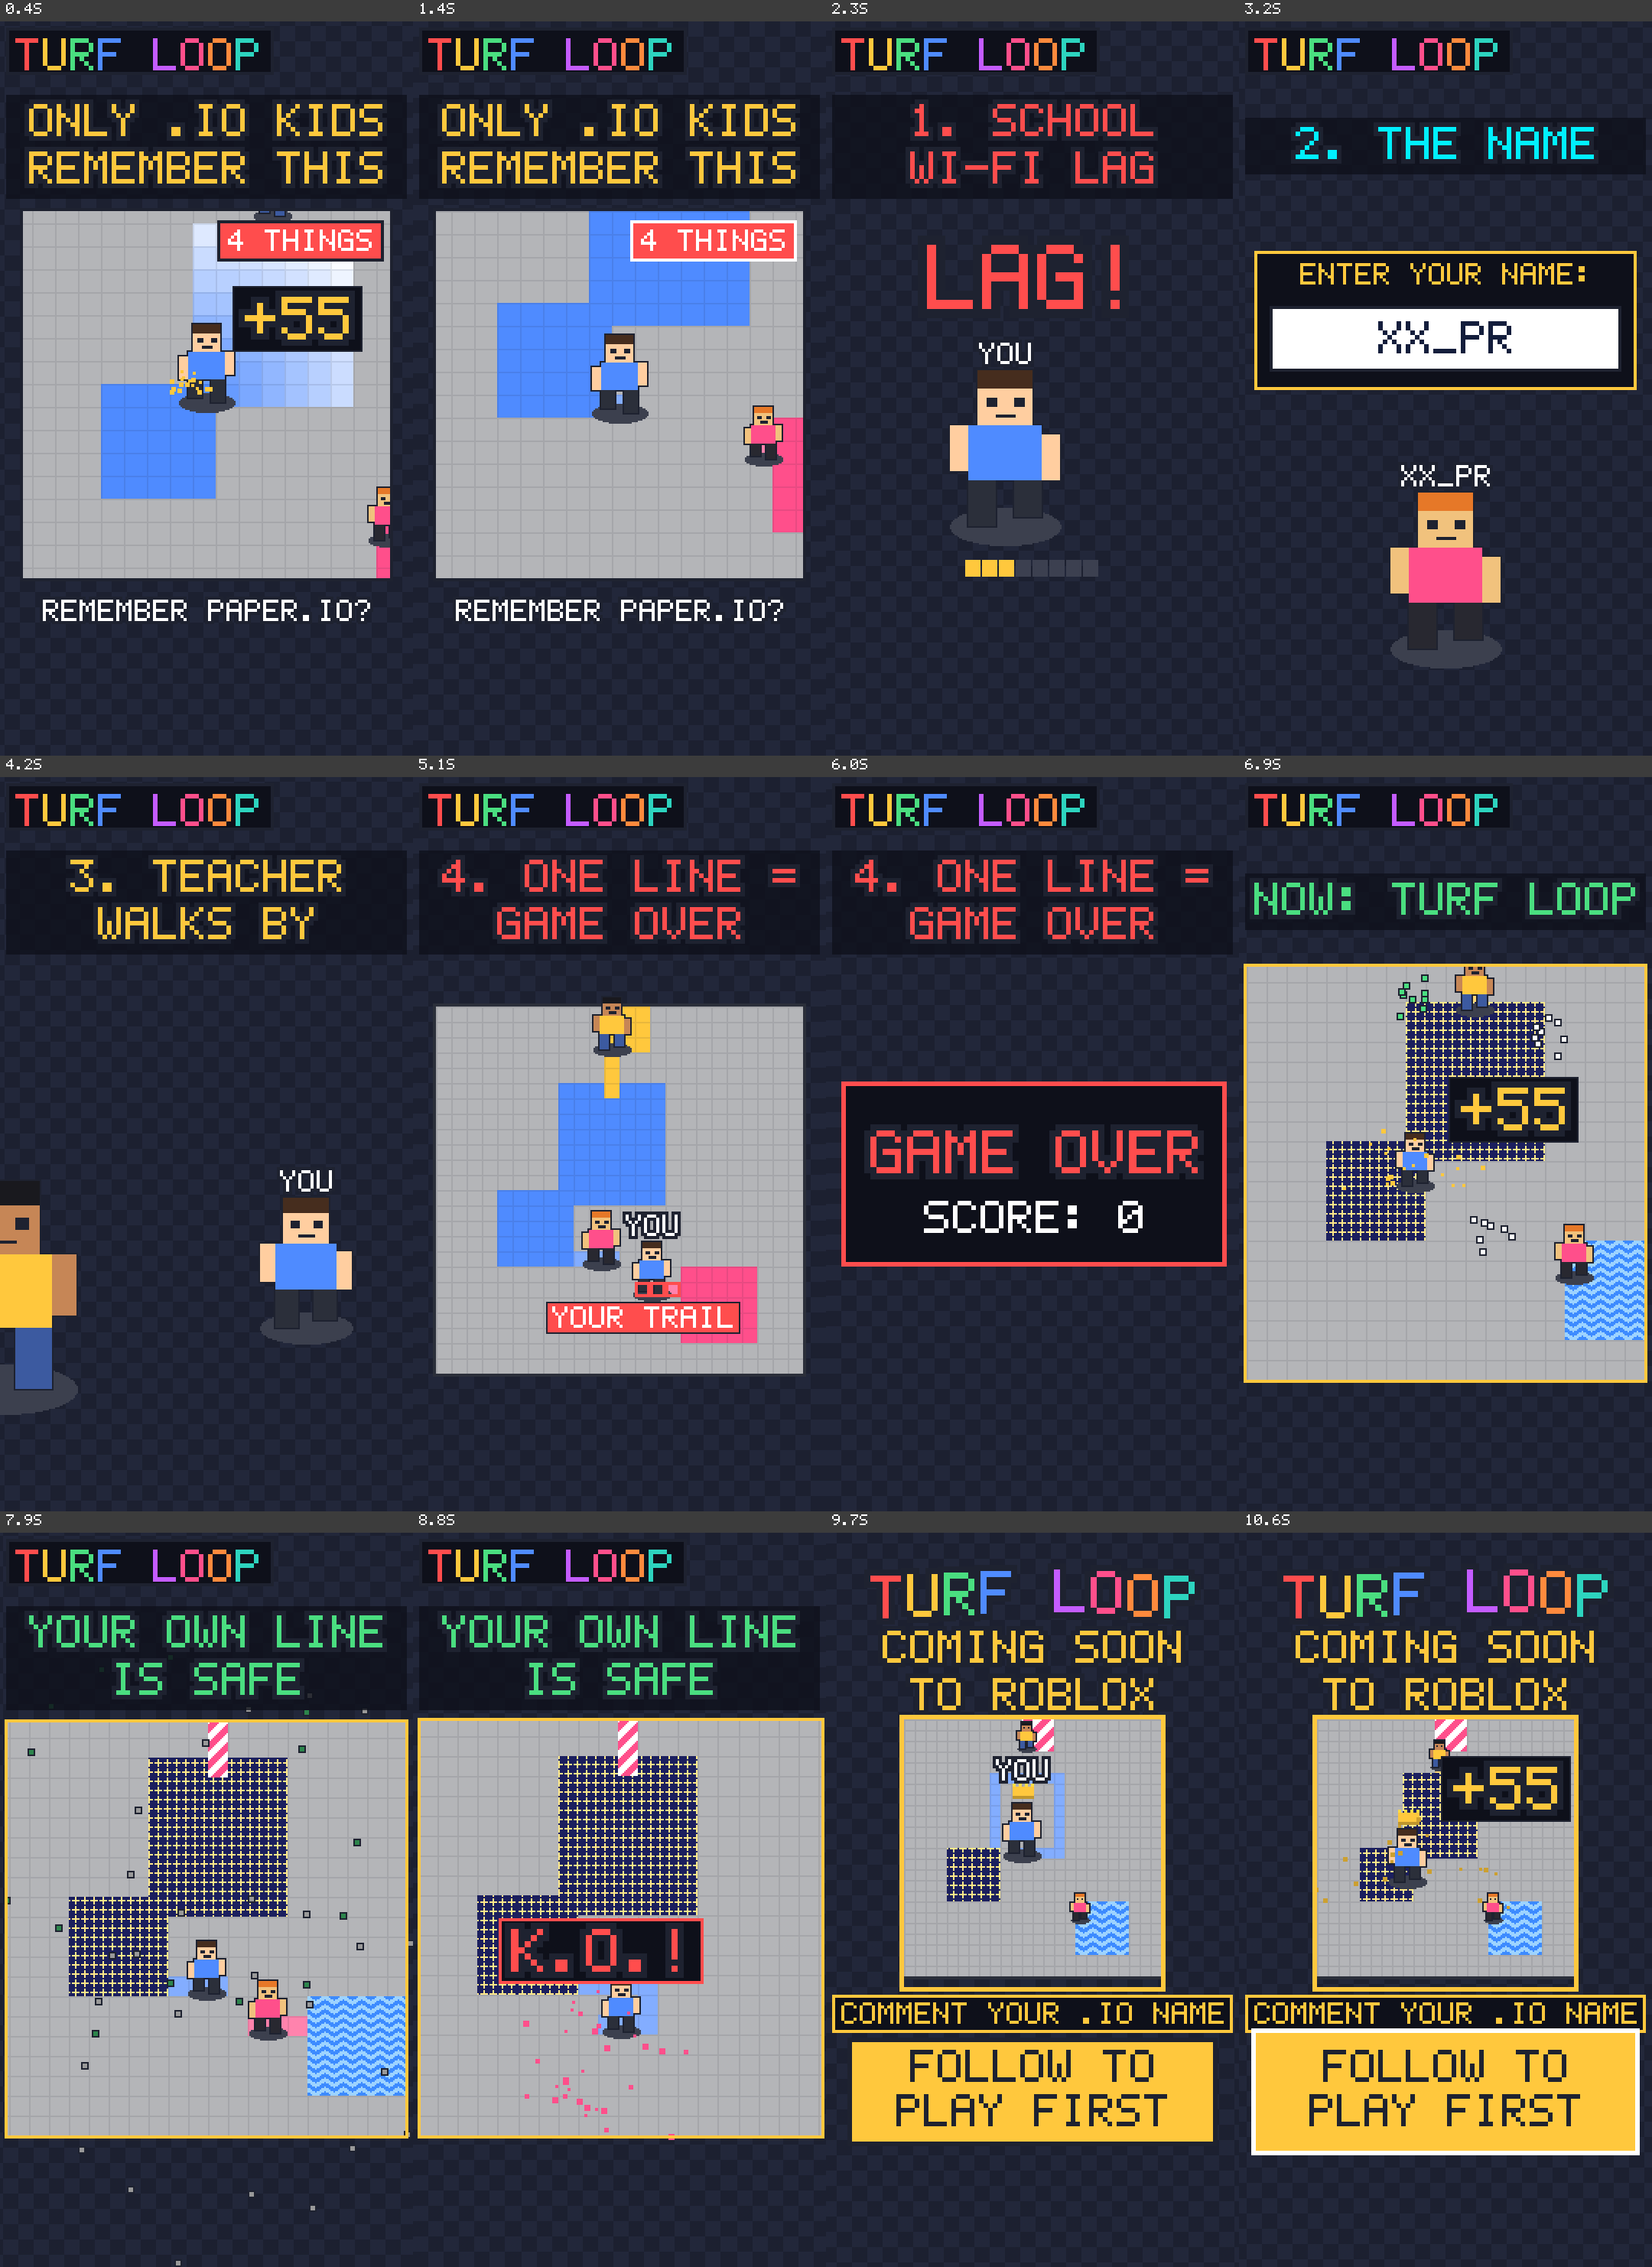 0.4S
TURF LOOP
ONLY .IO KIDS
REMEMBER THIS
4 THINGS
+55
REMEMBER PAPER.IO?
1.4S
TURF LOOP
ONLY .IO KIDS
REMEMBER THIS
4 THINGS
REMEMBER PAPER.IO?
2.3S
TURF LOOP
1. SCHOOL
WI-FI LAG
LAG!
YOU
3.2S
TURF LOOP
2. THE NAME
ENTER YOUR NAME:
XX_PR
XX_PR
4.2S
TURF LOOP
3. TEACHER
WALKS BY
YOU
5.1S
TURF LOOP
4. ONE LINE =
GAME OVER
YOU
YOUR TRAIL
6.0S
TURF LOOP
4. ONE LINE =
GAME OVER
GAME OVER
SCORE: 0
6.9S
TURF LOOP
NOW: TURF LOOP
+55
7.9S
TURF LOOP
YOUR OWN LINE
IS SAFE
8.8S
TURF LOOP
YOUR OWN LINE
IS SAFE
K.O.!
9.7S
TURF LOOP
COMING SOON
TO ROBLOX
YOU
COMMENT YOUR .IO NAME
FOLLOW TO
PLAY FIRST
10.6S
TURF LOOP
COMING SOON
TO ROBLOX
+55
COMMENT YOUR .IO NAME
FOLLOW TO
PLAY FIRST